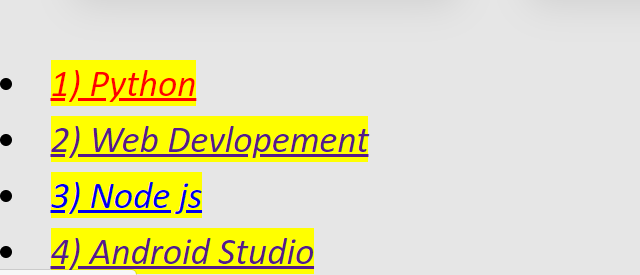 1) Python
2) Web Devlopement
3) Node js
4) Android Studio